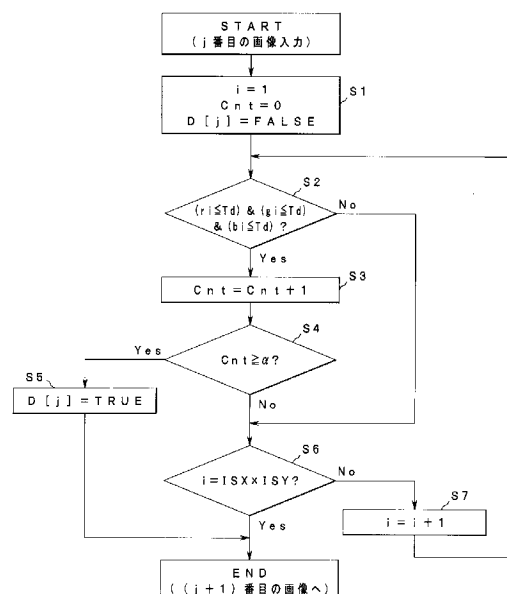 START
(j番目の画像入力)
i=1
Cnt=0
D[j]=FALSE
S1
S2
(ri≦Td)&(gi≦Td)
&(bi≦Td)?
No
Yes
S3
Cnt=Cnt+1
S4
Cnt≧α?
Yes
No
S5
D[j]=TRUE
S6
i=ISX×ISY?
No
Yes
S7
i=i+1
END
((j+1)番目の画像へ)